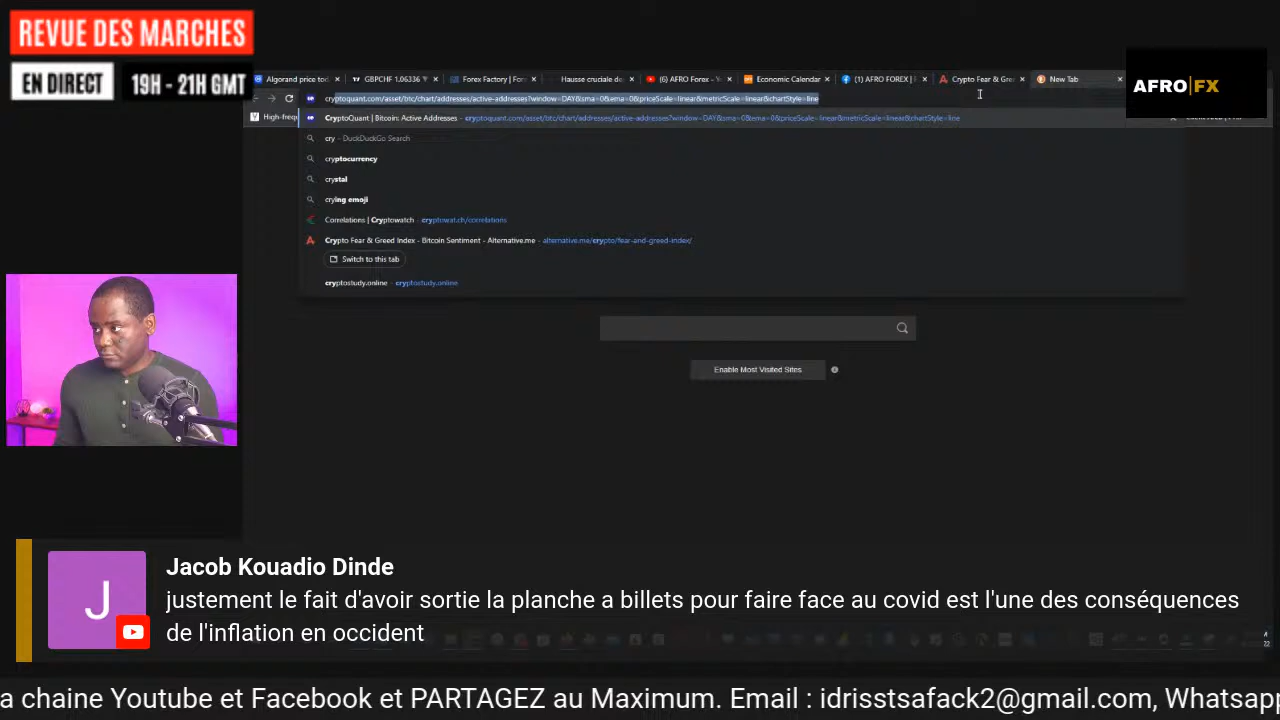 REVUE DES MARCHES
EN DIRECT
19H - 21H GMT
Algorand price tod
GBPCHF 1.06336
Forex Factory | For
Hausse cruciale de
(6) AFRO Forex - Y
Economic Calendar
(1) AFRO FOREX |
Crypto Fear & Gre
New Tab
AFRO|FX
cryptoquant.com/asset/btc/chart/addresses/active-addresses?window=DAY&sma=0&ema=0&priceScale=linear&metricScale=linear&chartStyle=line
High-freq
CryptoQuant | Bitcoin: Active Addresses - cryptoquant.com/asset/btc/chart/addresses/active-addresses?window=DAY&sma=0&ema=0&priceScale=linear&metricScale=linear&chartStyle=line
cry - DuckDuckGo Search
cryptocurrency
crystal
crying emoji
Correlations | Cryptowatch - cryptowat.ch/correlations
Crypto Fear & Greed Index - Bitcoin Sentiment - Alternative.me - alternative.me/crypto/fear-and-greed-index/
Switch to this tab
cryptostudy.online - cryptostudy.online
Enable Most Visited Sites
J
Jacob Kouadio Dinde
justement le fait d'avoir sortie la planche a billets pour faire face au covid est l'une des conséquences
de l'inflation en occident
a chaine Youtube et Facebook et PARTAGEZ au Maximum. Email : idrisstsafack2@gmail.com, Whatsapp